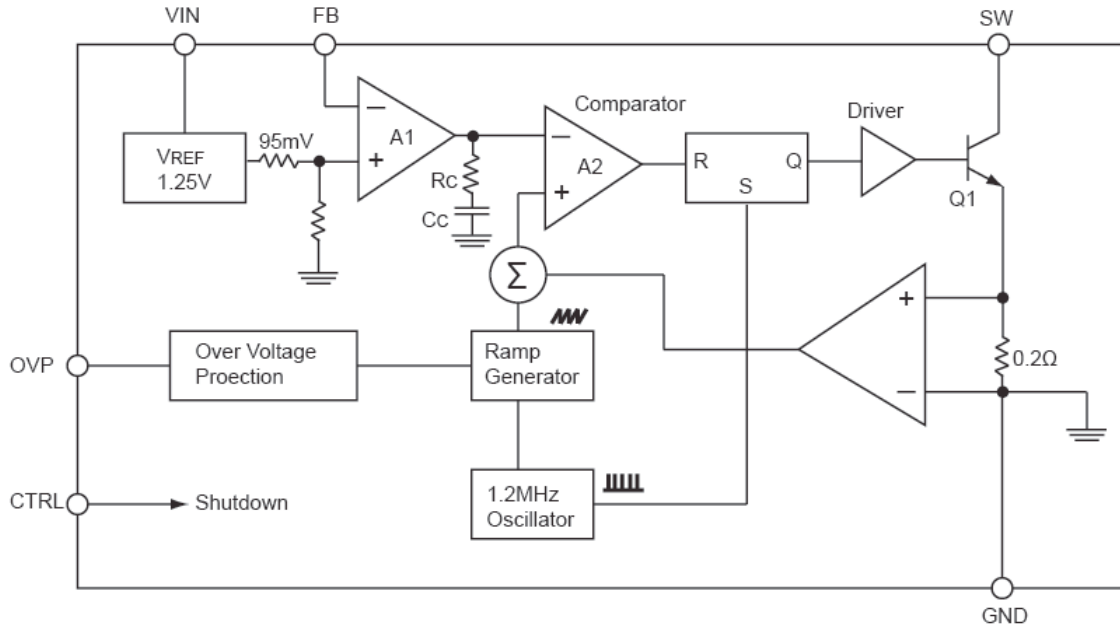 VIN
FB
SW
VREF
1.25V
95mV
−
+
A1
Rc
Cc
Comparator
−
+
A2
R
S
Q
Driver
Q1
Σ
+
−
0.2Ω
OVP
Over Voltage
Proection
Ramp
Generator
CTRL
Shutdown
1.2MHz
Oscillator
GND